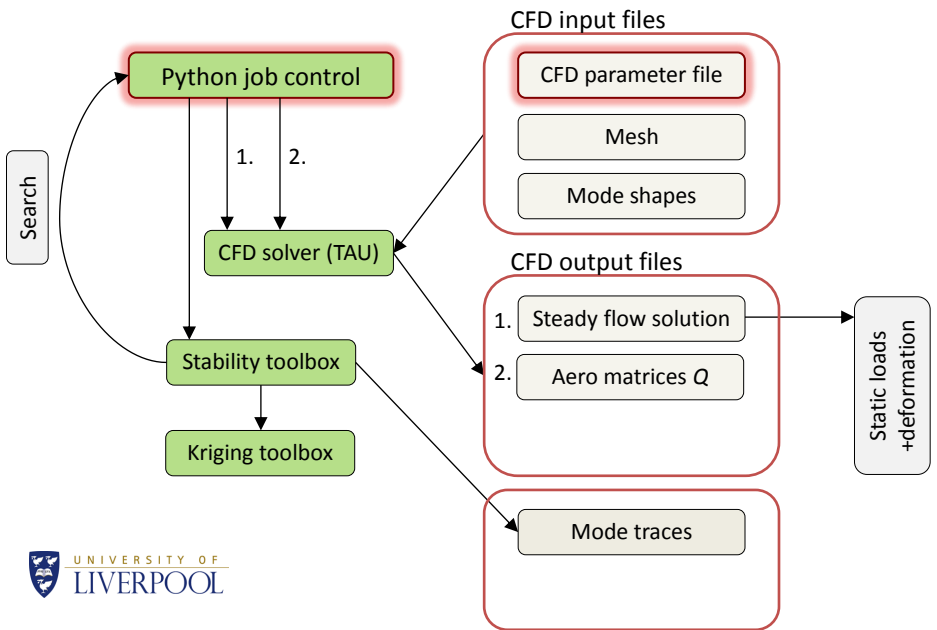 CFD input files
Python job control
CFD parameter file
1.
2.
Mesh
Search
Mode shapes
CFD solver (TAU)
CFD output files
1.
Steady flow solution
2.
Aero matrices Q
Static loads
+deformation
Stability toolbox
Kriging toolbox
Mode traces
UNIVERSITY OF
LIVERPOOL